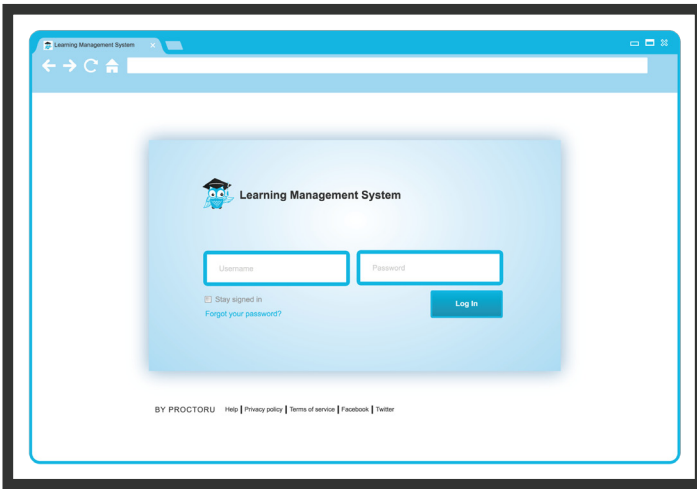 Learning Management System
Learning Management System
Username
Password
Stay signed in
Log In
Forgot your password?
BY PROCTORU Help | Privacy policy | Terms of service | Facebook | Twitter